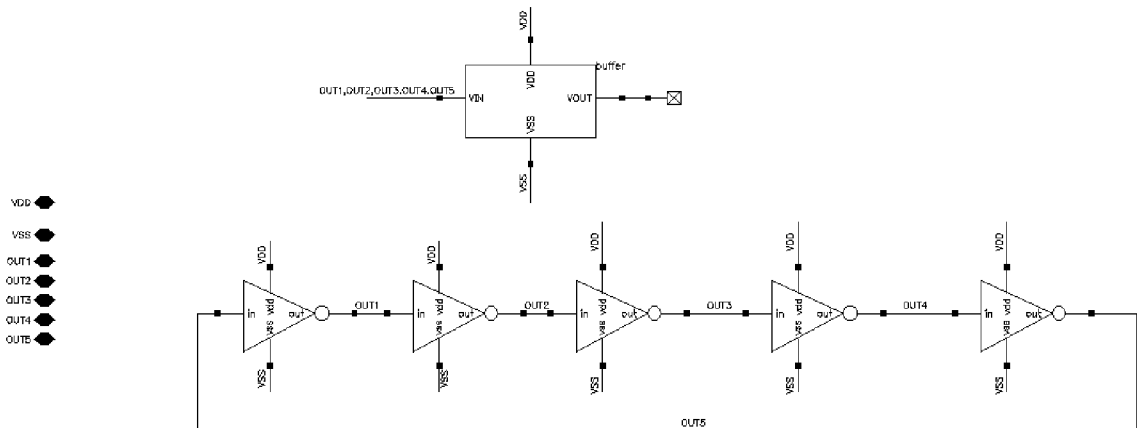 VDD
buffer
OUT1,OUT2,OUT3,OUT4,OUT5
VIN
VDD
VOUT
VSS
VSS
VDD
VSS
OUT1
OUT2
OUT3
OUT4
OUT5
VDD
VDD
VDD
VDD
VDD
in vdd out vss
OUT1
in vdd out vss
OUT2
in vdd out vss
OUT3
in vdd out vss
OUT4
in vdd out vss
VSS
VSS
VSS
VSS
VSS
OUT5